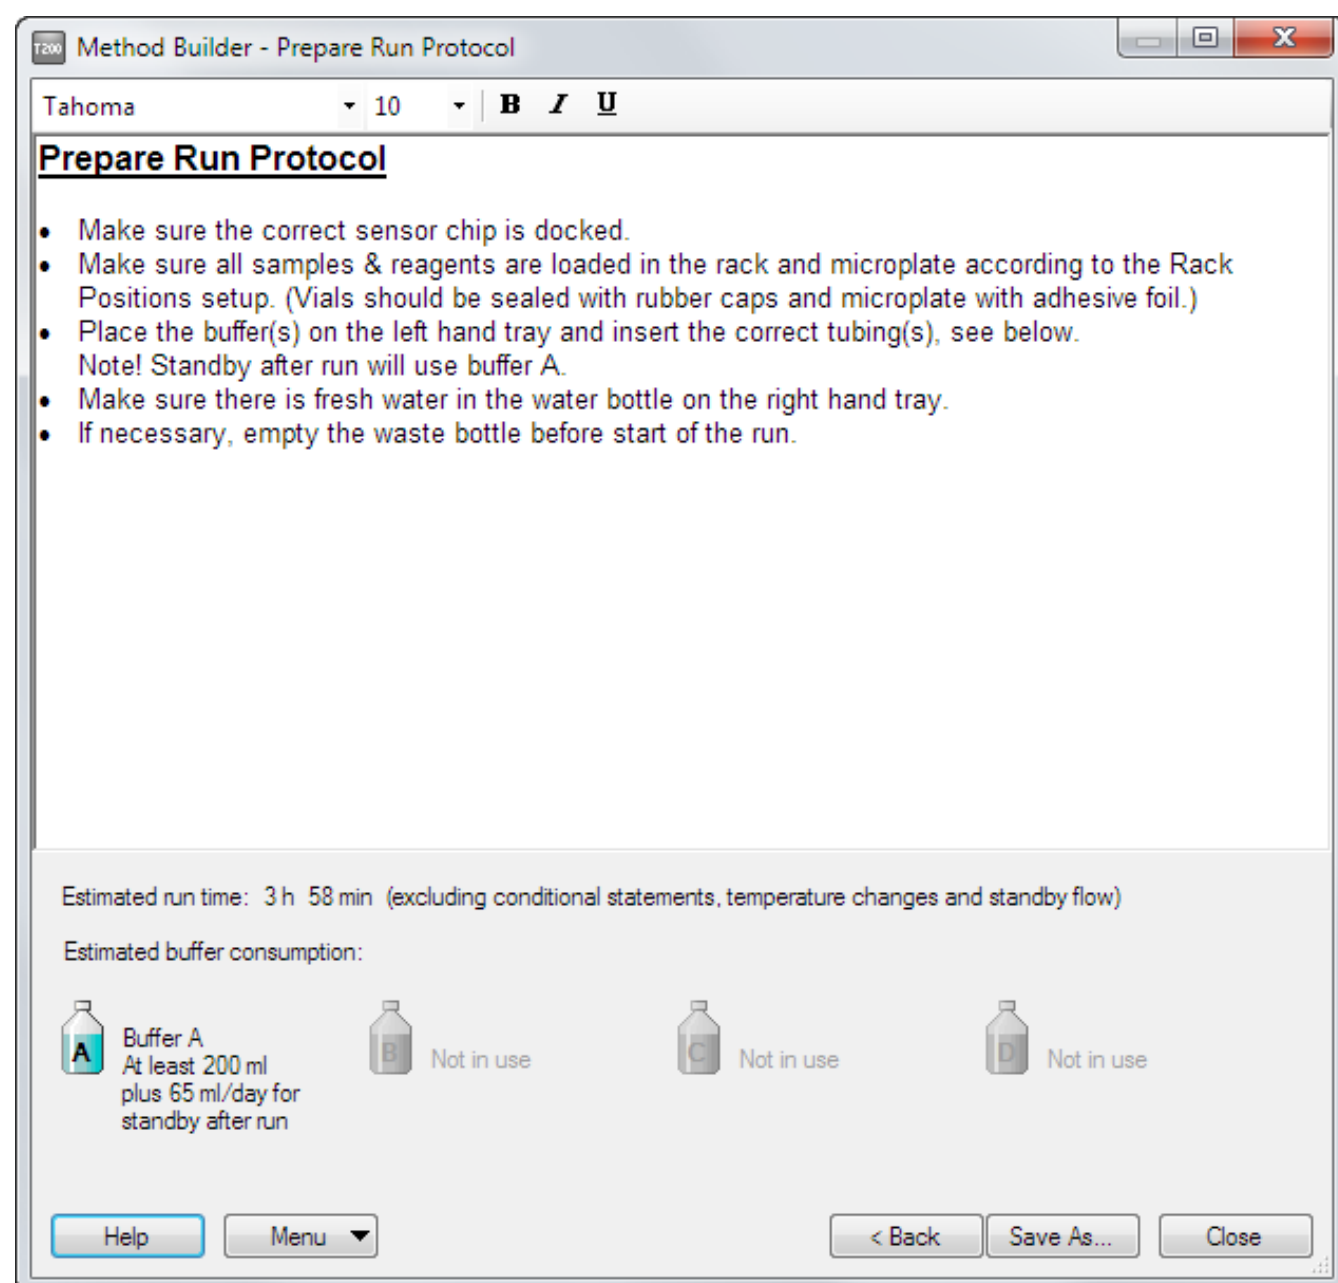 T200 Method Builder - Prepare Run Protocol
Tahoma 10 B I U
Prepare Run Protocol
• Make sure the correct sensor chip is docked.
• Make sure all samples & reagents are loaded in the rack and microplate according to the Rack
Positions setup. (Vials should be sealed with rubber caps and microplate with adhesive foil.)
• Place the buffer(s) on the left hand tray and insert the correct tubing(s), see below.
Note! Standby after run will use buffer A.
• Make sure there is fresh water in the water bottle on the right hand tray.
• If necessary, empty the waste bottle before start of the run.
Estimated run time: 3 h 58 min (excluding conditional statements, temperature changes and standby flow)
Estimated buffer consumption:
A
Buffer A
At least 200 ml
plus 65 ml/day for
standby after run
B Not in use
C Not in use
D Not in use
Help Menu < Back Save As... Close